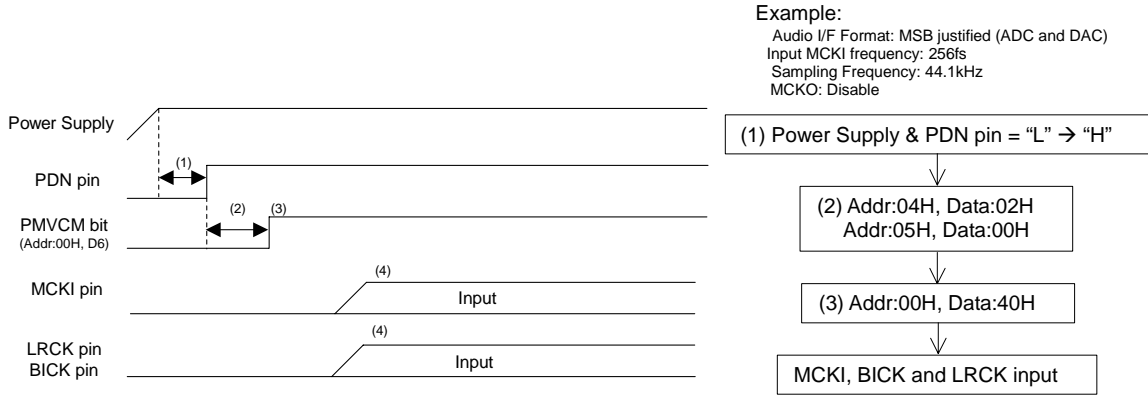 Example:
Audio I/F Format: MSB justified (ADC and DAC)
Input MCKI frequency: 256fs
Sampling Frequency: 44.1kHz
MCKO: Disable
Power Supply
(1)
PDN pin
(2)
(3)
PMVCM bit
(Addr:00H, D6)
(4)
MCKI pin
Input
(4)
LRCK pin
BICK pin
Input
(1) Power Supply & PDN pin = “L” → “H”
(2) Addr:04H, Data:02H
Addr:05H, Data:00H
(3) Addr:00H, Data:40H
MCKI, BICK and LRCK input